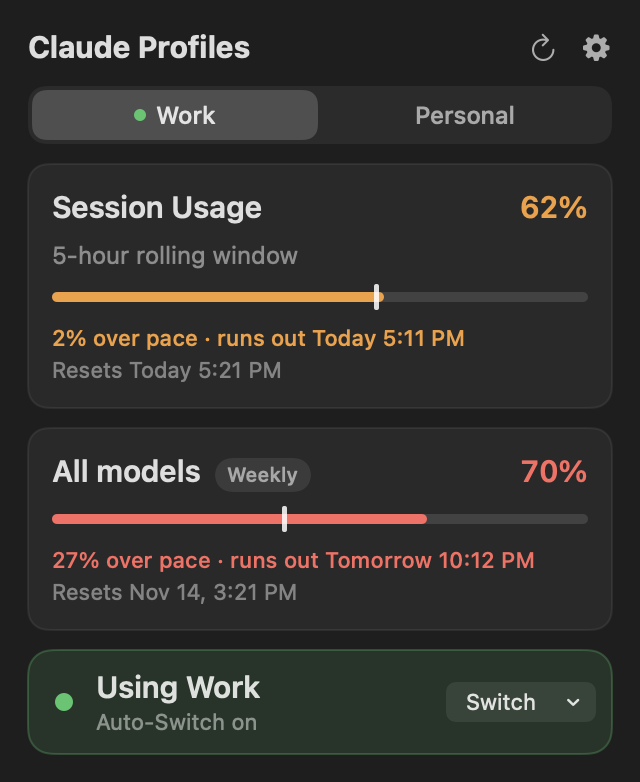 Claude Profiles
Work
Personal
Session Usage
62%
5-hour rolling window
2% over pace · runs out Today 5:11 PM
Resets Today 5:21 PM
All models
Weekly
70%
27% over pace · runs out Tomorrow 10:12 PM
Resets Nov 14, 3:21 PM
Using Work
Auto-Switch on
Switch